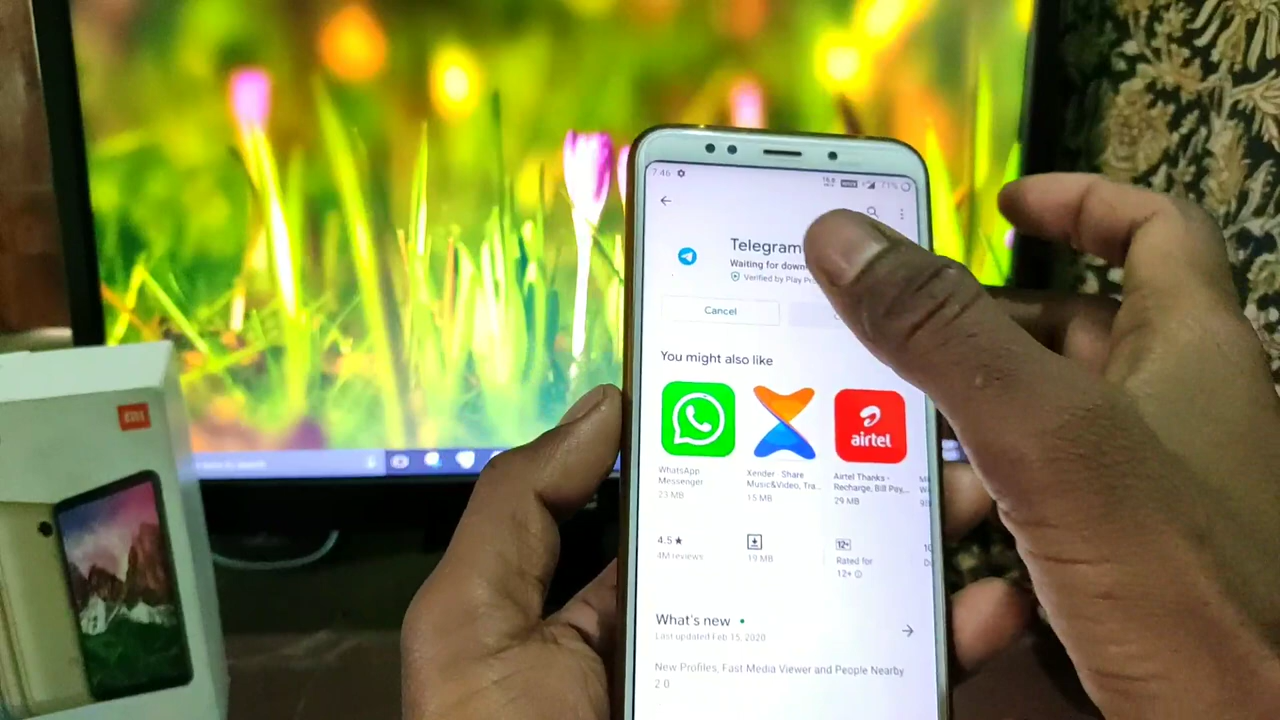 7:46
71%
Telegram
Waiting for down
Verified by Play Pr
Cancel
You might also like
airtel
WhatsApp
Messenger
23 MB
Xender - Share
Music&Video, Tra...
15 MB
Airtel Thanks -
Recharge, Bill Pay,...
29 MB
4.5★
4M reviews
19 MB
12+
Rated for
12+
What's new
Last updated Feb 15, 2020
New Profiles, Fast Media Viewer and People Nearby
2.0